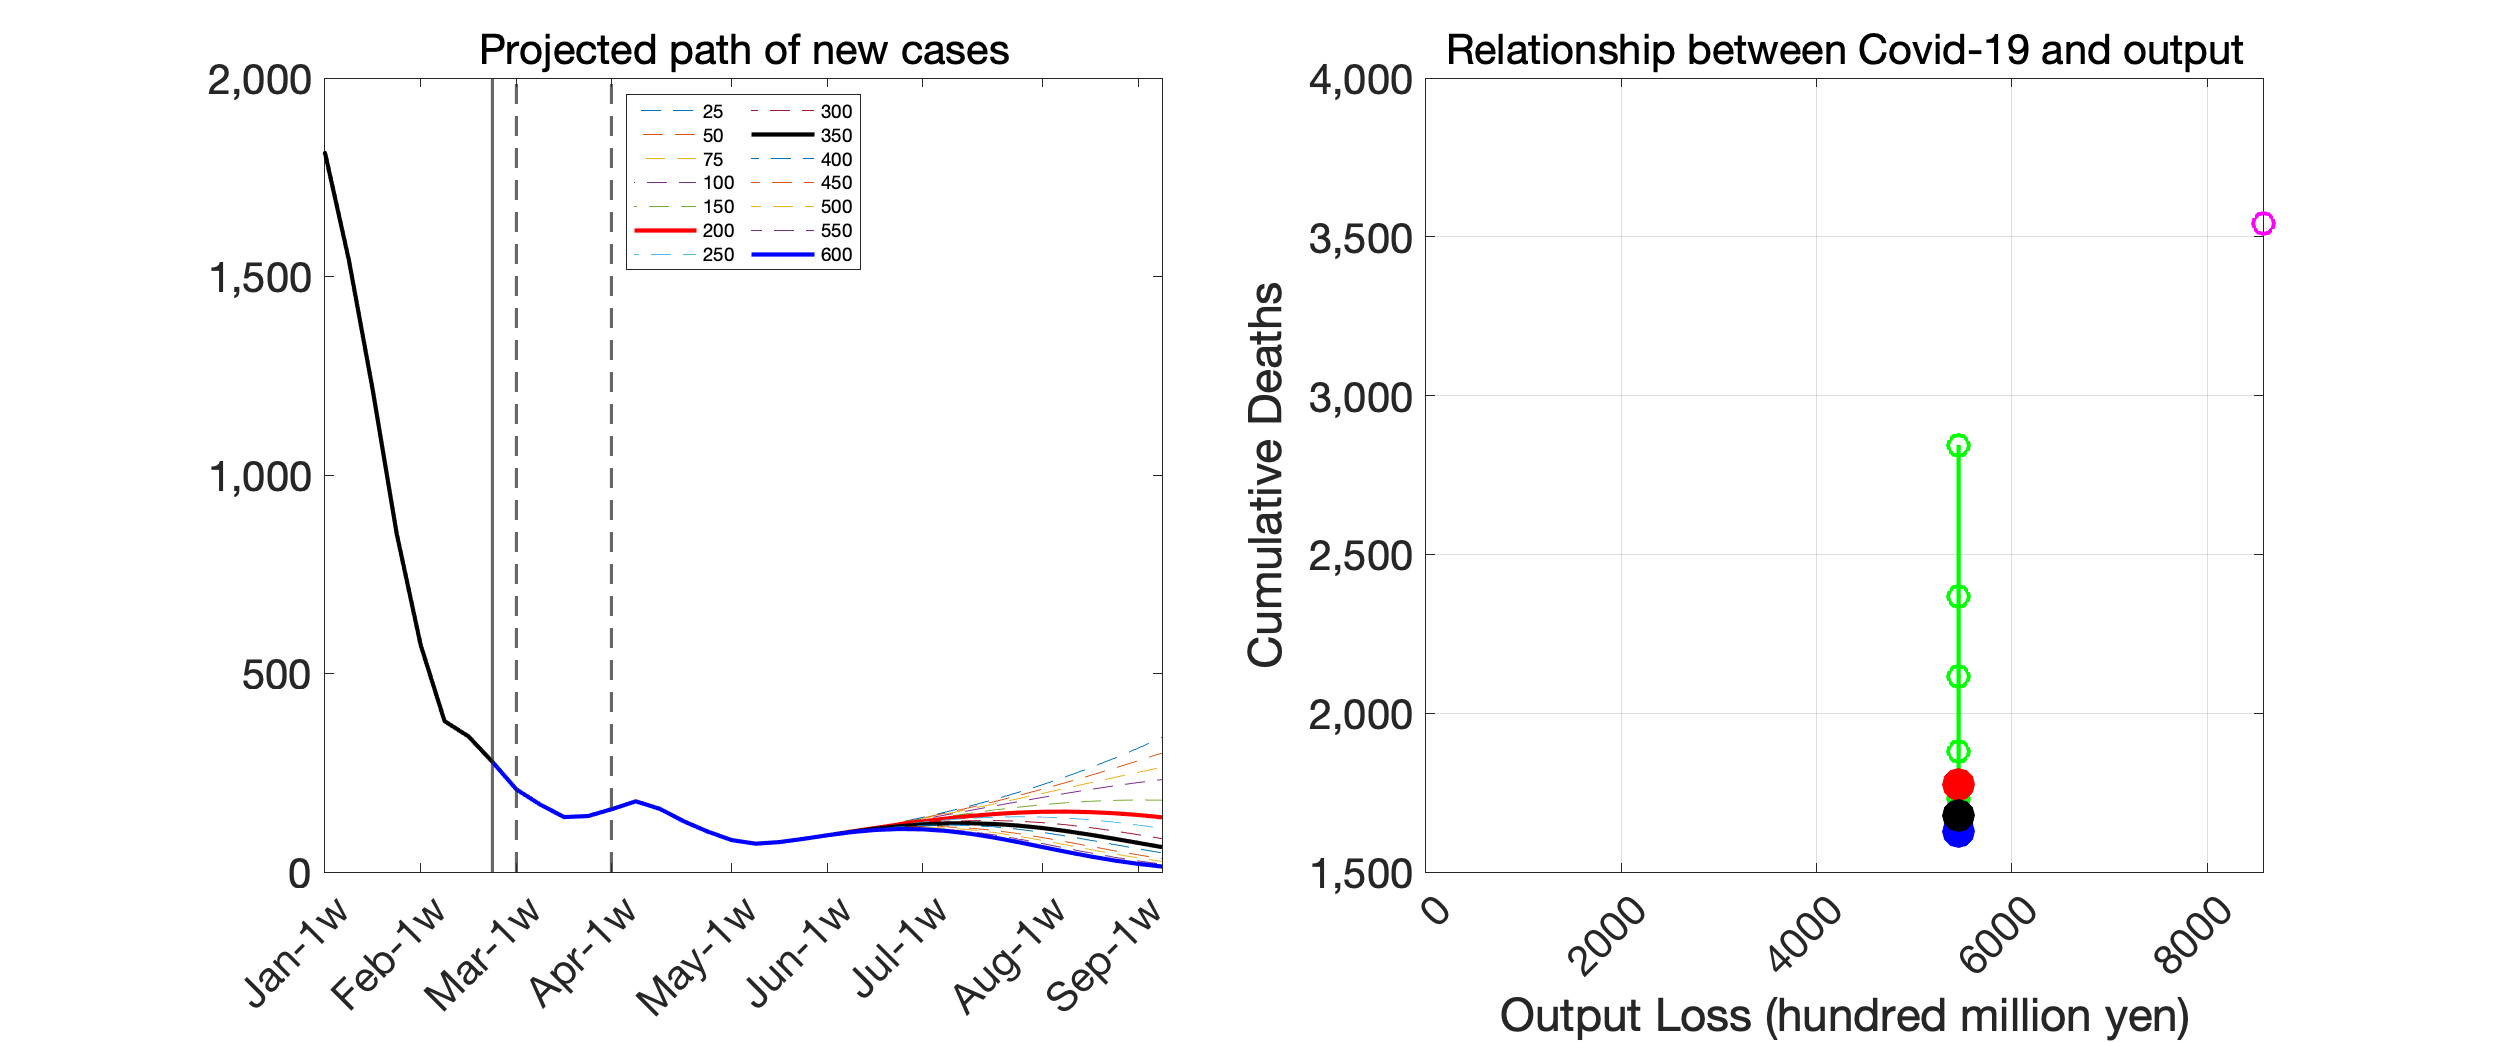 Projected path of new cases
2,000
1,500
1,000
500
0
25
50
75
100
150
200
250
300
350
400
450
500
550
600
Jan-1w
Feb-1w
Mar-1w
Apr-1w
May-1w
Jun-1w
Jul-1w
Aug-1w
Sep-1w
Relationship between Covid-19 and output
Cumulative Deaths
4,000
3,500
3,000
2,500
2,000
1,500
0
2000
4000
6000
8000
Output Loss (hundred million yen)